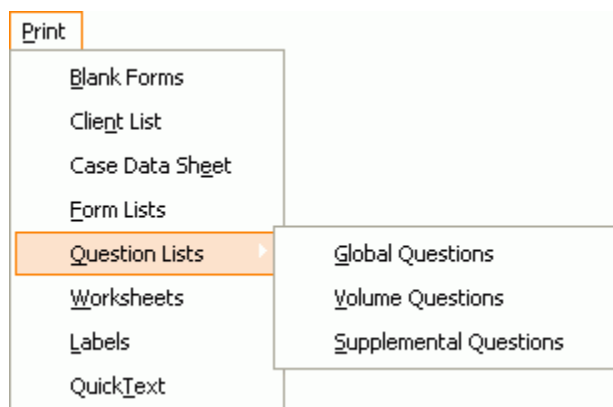 Print
Blank Forms
Client List
Case Data Sheet
Form Lists
Question Lists
Global Questions
Worksheets
Volume Questions
Labels
Supplemental Questions
QuickText